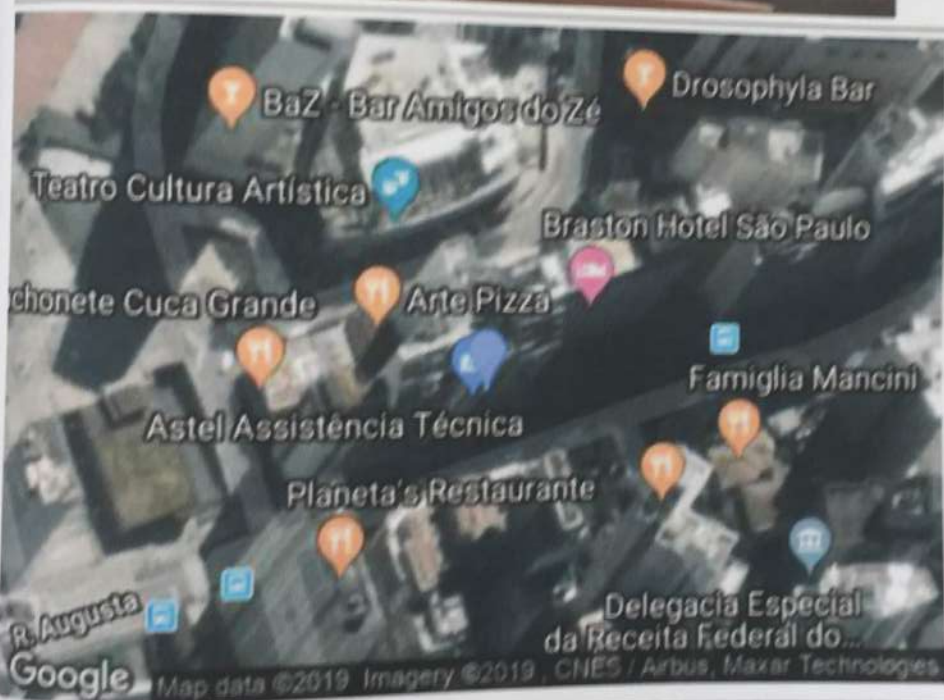 BaZ - Bar Amigos do Zé
Drosophyla Bar
Teatro Cultura Artística
Braston Hotel São Paulo
chonete Cuca Grande
Arte Pizza
Famiglia Mancini
Astel Assistência Técnica
Planeta's Restaurante
Delegacia Especial
da Receita Federal do...
R. Augusta
Google
Map data ©2019 Imagery ©2019, CNES / Airbus, Maxar Technologies